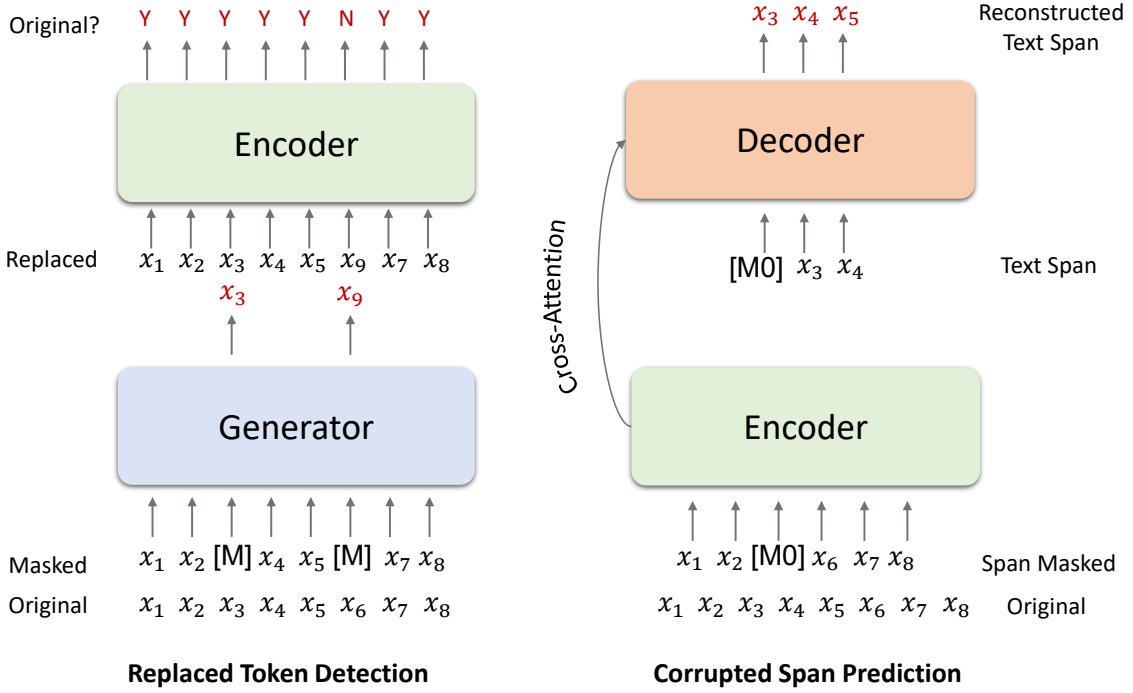 Original? Y Y Y Y Y N Y Y
Encoder
Replaced x₁ x₂ x₃ x₄ x₅ x₉ x₇ x₈
x₃ x₉
Generator
Masked x₁ x₂ [M] x₄ x₅ [M] x₇ x₈
Original x₁ x₂ x₃ x₄ x₅ x₆ x₇ x₈
Replaced Token Detection
x₃ x₄ x₅ Reconstructed
Text Span
Decoder
Cross-Attention
[M0] x₃ x₄ Text Span
Encoder
x₁ x₂ [M0] x₆ x₇ x₈ Span Masked
x₁ x₂ x₃ x₄ x₅ x₆ x₇ x₈ Original
Corrupted Span Prediction